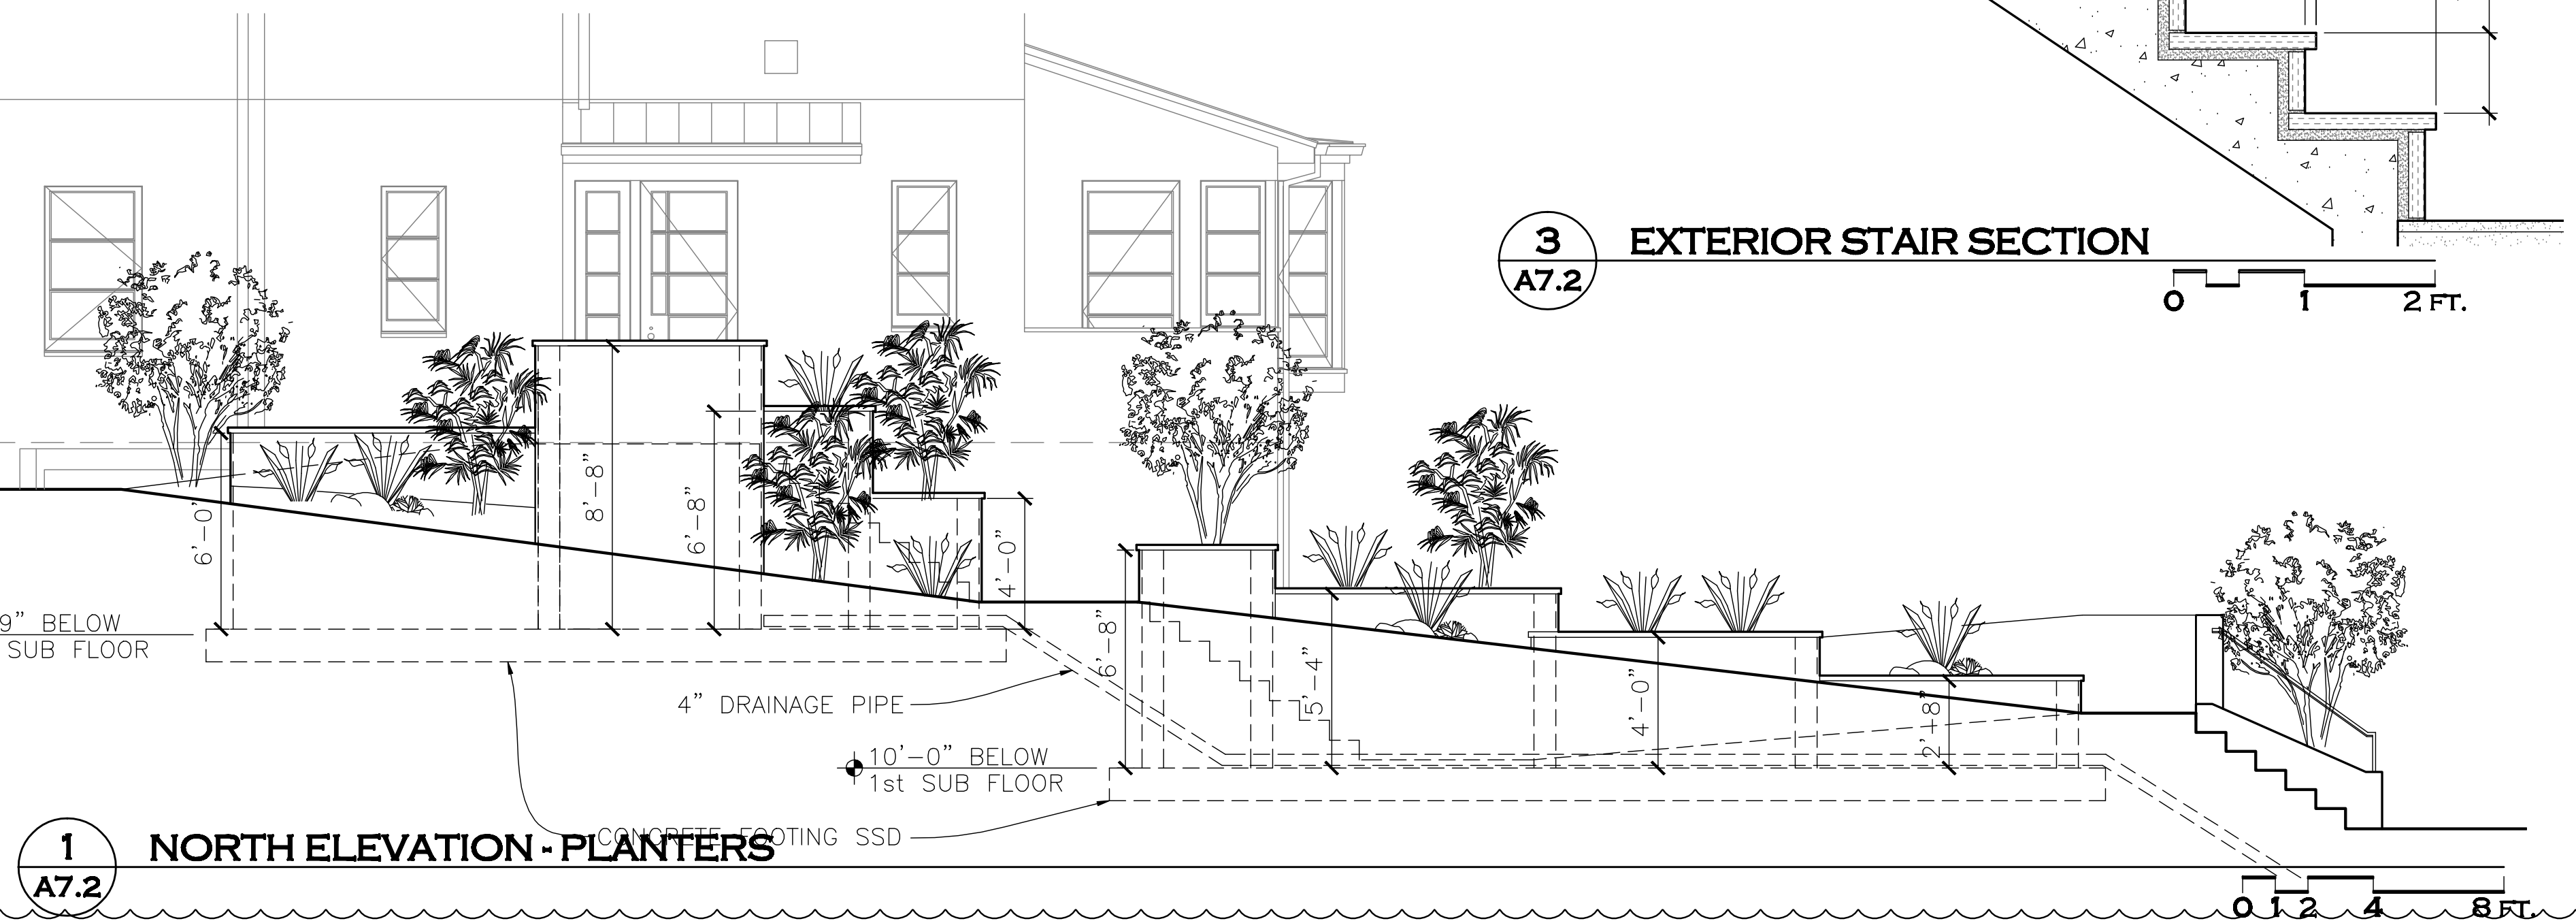 3
A7.2
EXTERIOR STAIR SECTION
0 1 2 FT.
6'-0"
8'-8"
6'-8"
4'-0"
6'-8"
5'-4"
4'-0"
2'-8"
9" BELOW
SUB FLOOR
4" DRAINAGE PIPE
10'-0" BELOW
1st SUB FLOOR
CONCRETE FOOTING SSD
1
A7.2
NORTH ELEVATION - PLANTERS
0 1 2 4 8 FT.